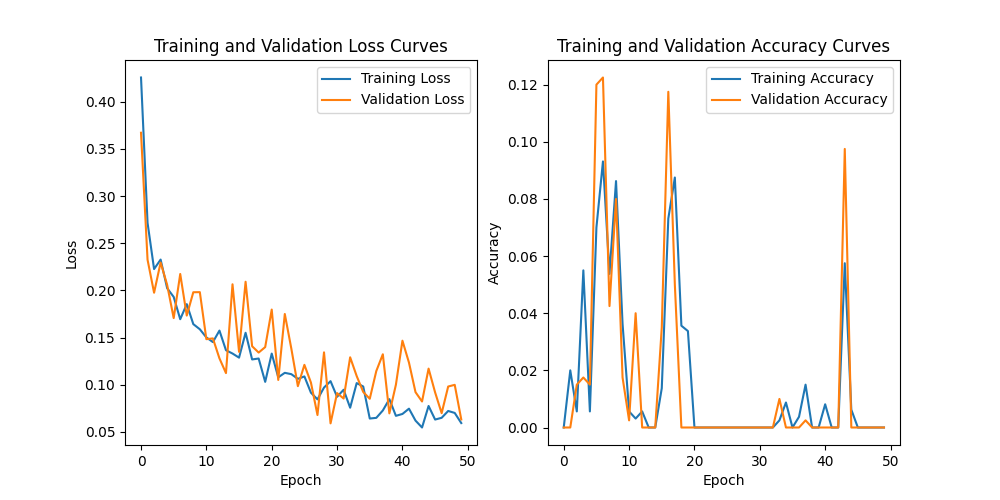 Training and Validation Loss Curves
Training Loss
Validation Loss
0.40
0.35
0.30
0.25
0.20
0.15
0.10
0.05
Loss
0 10 20 30 40 50
Epoch
Training and Validation Accuracy Curves
Training Accuracy
Validation Accuracy
0.12
0.10
0.08
0.06
0.04
0.02
0.00
Accuracy
0 10 20 30 40 50
Epoch